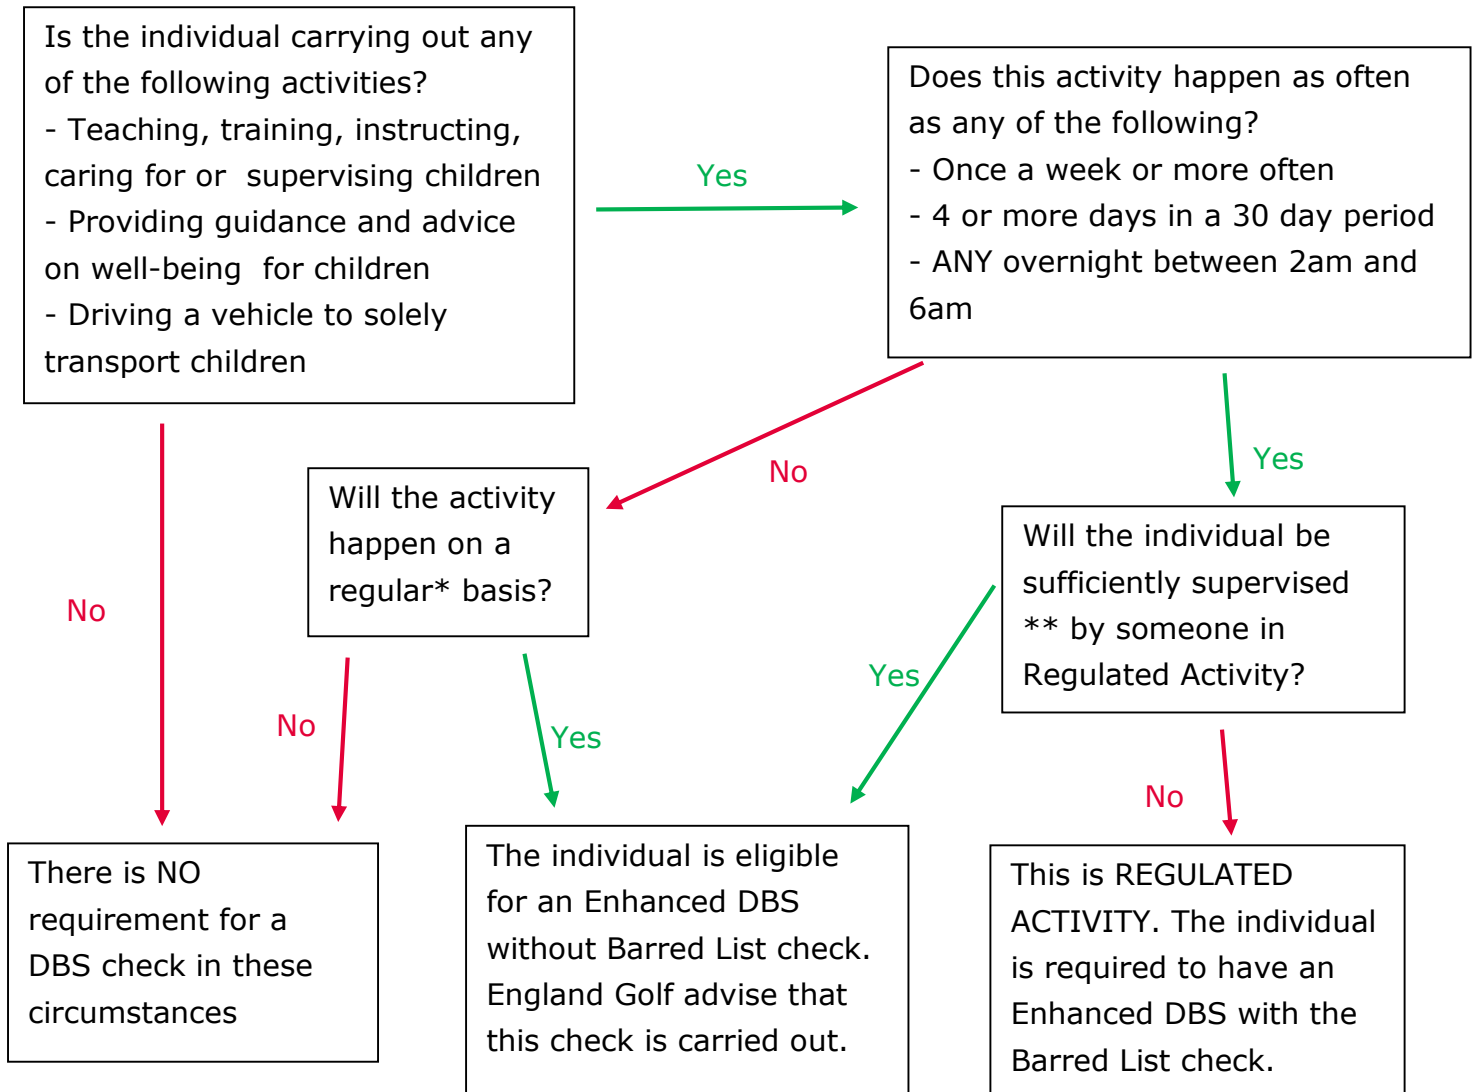 Is the individual carrying out any
of the following activities?
- Teaching, training, instructing,
caring for or supervising children
- Providing guidance and advice
on well-being for children
- Driving a vehicle to solely
transport children
Yes
Does this activity happen as often
as any of the following?
- Once a week or more often
- 4 or more days in a 30 day period
- ANY overnight between 2am and
6am
No
Yes
No
Will the activity
happen on a
regular* basis?
Will the individual be
sufficiently supervised
** by someone in
Regulated Activity?
No
Yes
Yes
No
There is NO
requirement for a
DBS check in these
circumstances
The individual is eligible
for an Enhanced DBS
without Barred List check.
England Golf advise that
this check is carried out.
This is REGULATED
ACTIVITY. The individual
is required to have an
Enhanced DBS with the
Barred List check.